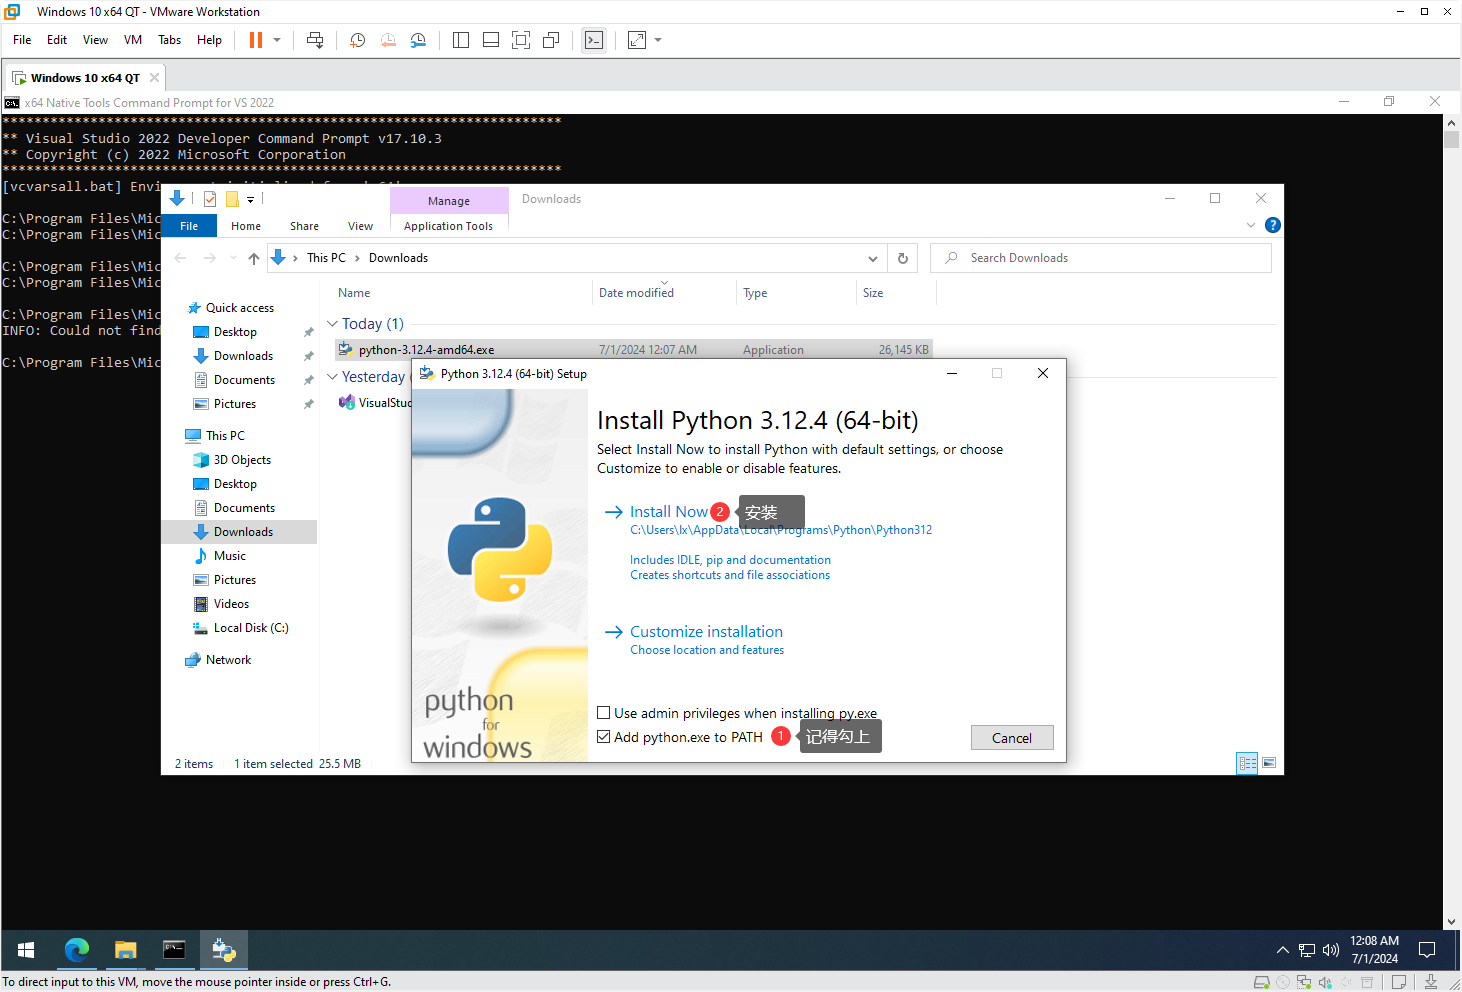 Windows 10 x64 QT - VMware Workstation
File Edit View VM Tabs Help
Windows 10 x64 QT
x64 Native Tools Command Prompt for VS 2022
**********************************************************************
** Visual Studio 2022 Developer Command Prompt v17.10.3
** Copyright (c) 2022 Microsoft Corporation
**********************************************************************
[vcvarsall.bat] Envi
C:\Program Files\Mic
C:\Program Files\Mic
C:\Program Files\Mic
C:\Program Files\Mic
C:\Program Files\Mic
INFO: Could not find
C:\Program Files\Mic
Manage Downloads
File Home Share View Application Tools
This PC > Downloads
Search Downloads
Name Date modified Type Size
Quick access
Desktop
Downloads
Documents
Pictures
This PC
3D Objects
Desktop
Documents
Downloads
Music
Pictures
Videos
Local Disk (C:)
Network
Today (1)
python-3.12.4-amd64.exe 7/1/2024 12:07 AM Application 26,145 KB
Yesterday
VisualStud
2 items 1 item selected 25.5 MB
Python 3.12.4 (64-bit) Setup
Install Python 3.12.4 (64-bit)
Select Install Now to install Python with default settings, or choose
Customize to enable or disable features.
Install Now 2 安装
C:\Users\lx\AppData\Local\Programs\Python\Python312
Includes IDLE, pip and documentation
Creates shortcuts and file associations
Customize installation
Choose location and features
Use admin privileges when installing py.exe
Add python.exe to PATH 1 记得勾上
Cancel
python
for
windows
12:08 AM
7/1/2024
To direct input to this VM, move the mouse pointer inside or press Ctrl+G.